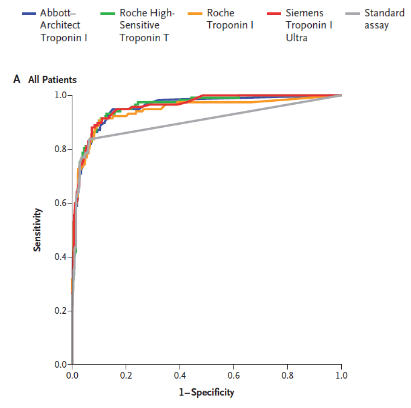 Abbott– Roche High- Roche Siemens Standard
Architect Sensitive Troponin I Troponin I assay
Troponin I Troponin T Ultra
A All Patients
1.0
0.8
0.6
0.4
0.2
0.0
Sensitivity
0.0 0.2 0.4 0.6 0.8 1.0
1–Specificity